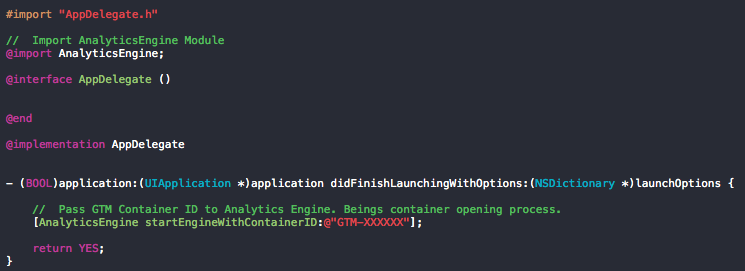 #import "AppDelegate.h"
//  Import AnalyticsEngine Module
@import AnalyticsEngine;
@interface AppDelegate ()
@end
@implementation AppDelegate
- (BOOL)application:(UIApplication *)application didFinishLaunchingWithOptions:(NSDictionary *)launchOptions {
//  Pass GTM Container ID to Analytics Engine. Beings container opening process.
[AnalyticsEngine startEngineWithContainerID:@"GTM-XXXXXX"];
return YES;
}